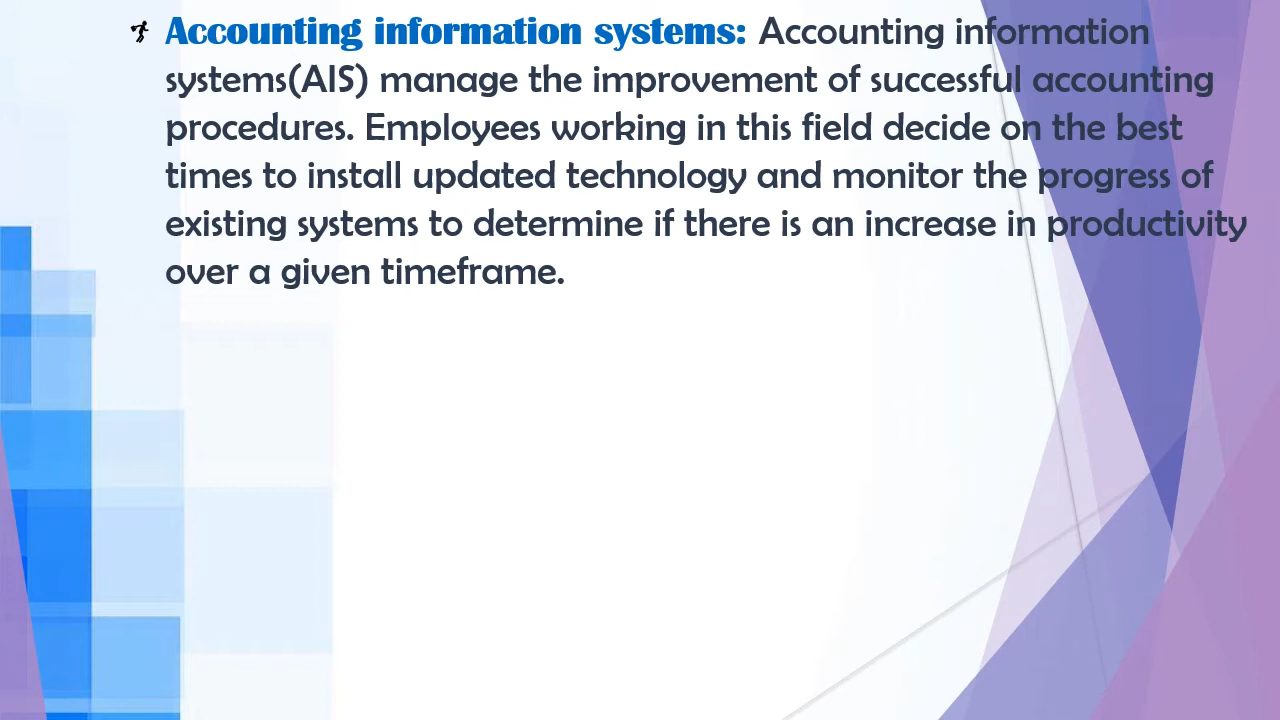 Accounting information systems: Accounting information
systems(AIS) manage the improvement of successful accounting
procedures. Employees working in this field decide on the best
times to install updated technology and monitor the progress of
existing systems to determine if there is an increase in productivity
over a given timeframe.